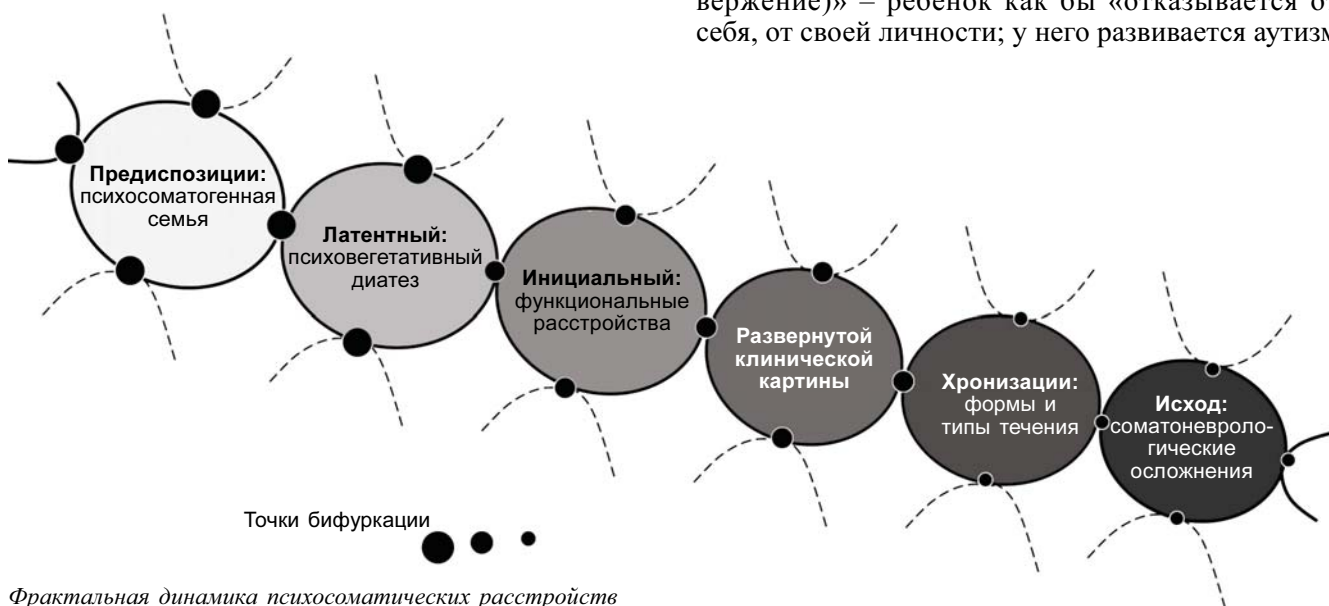 вержение)» – ребенок как бы «отказывается о
себя, от своей личности; у него развивается аутизм
Предиспозиции:
психосоматогенная
семья
Латентный:
психовегетативный
диатез
Инициальный:
функциональные
расстройства
Развернутой
клинической
картины
Хронизации:
формы и
типы течения
Исход:
соматоневроло-
гические
осложнения
Точки бифуркации
Фрактальная динамика психосоматических расстройств